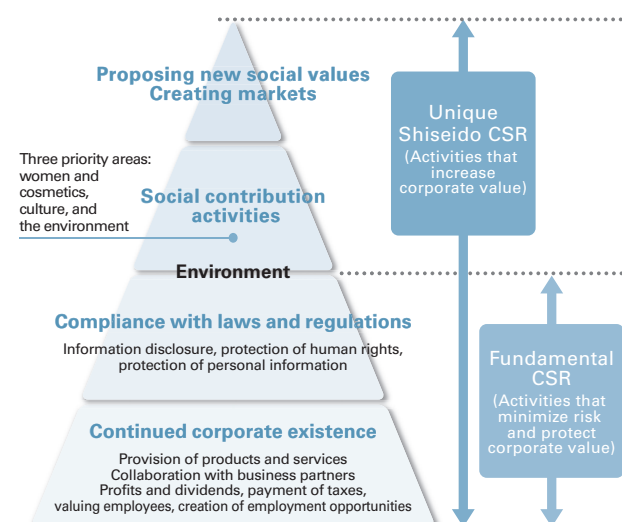 Proposing new social values
Creating markets
Unique
Shiseido CSR
(Activities that
increase
corporate value)
Three priority areas:
women and
cosmetics,
culture, and
the environment
Social contribution
activities
Environment
Compliance with laws and regulations
Information disclosure, protection of human rights,
protection of personal information
Fundamental
CSR
(Activities that
minimize risk
and protect
corporate value)
Continued corporate existence
Provision of products and services
Collaboration with business partners
Profits and dividends, payment of taxes,
valuing employees, creation of employment opportunities